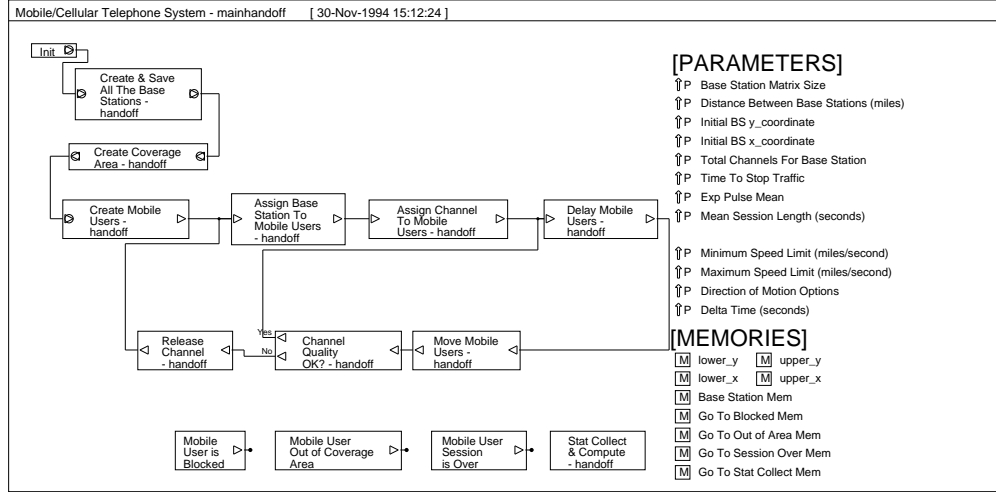 Mobile/Cellular Telephone System - mainhandoff [ 30-Nov-1994 15:12:24 ]
Init
Create & Save
All The Base
Stations -
handoff
Create Coverage
Area - handoff
Create Mobile
Users -
handoff
Assign Base
Station To
Mobile Users
- handoff
Assign Channel
To Mobile
Users - handoff
Delay Mobile
Users -
handoff
Release
Channel
- handoff
Yes
No
Channel
Quality
OK? - handoff
Move Mobile
Users -
handoff
Mobile
User is
Blocked
Mobile User
Out of Coverage
Area
Mobile User
Session
is Over
Stat Collect
& Compute
- handoff
[PARAMETERS]
⇧P Base Station Matrix Size
⇧P Distance Between Base Stations (miles)
⇧P Initial BS y_coordinate
⇧P Initial BS x_coordinate
⇧P Total Channels For Base Station
⇧P Time To Stop Traffic
⇧P Exp Pulse Mean
⇧P Mean Session Length (seconds)
⇧P Minimum Speed Limit (miles/second)
⇧P Maximum Speed Limit (miles/second)
⇧P Direction of Motion Options
⇧P Delta Time (seconds)
[MEMORIES]
M lower_y M upper_y
M lower_x M upper_x
M Base Station Mem
M Go To Blocked Mem
M Go To Out of Area Mem
M Go To Session Over Mem
M Go To Stat Collect Mem